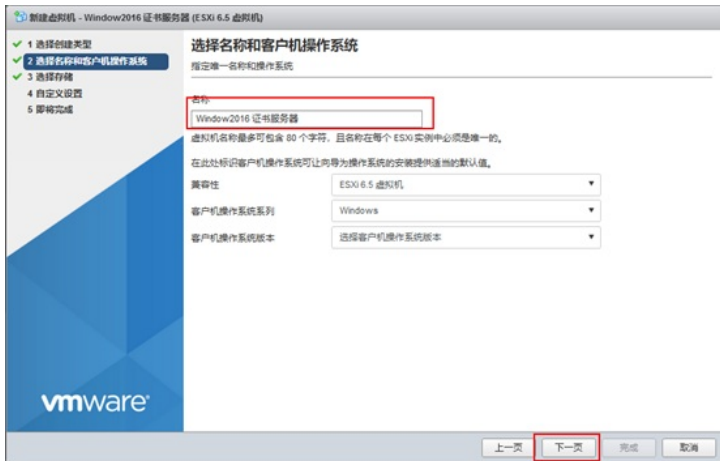 新建虚拟机 - Window2016 证书服务器 (ESXi 6.5 虚拟机)
1 选择创建类型
2 选择名称和客户机操作系统
3 选择存储
4 自定义设置
5 即将完成
选择名称和客户机操作系统
指定唯一名称和操作系统
名称
Window2016 证书服务器
虚拟机名称最多可包含 80 个字符，且名称在每个 ESXi 实例中必须是唯一的。
在此处标识客户机操作系统可让向导为操作系统的安装提供适当的默认值。
兼容性 ESXi 6.5 虚拟机
客户机操作系统系列 Windows
客户机操作系统版本 选择客户机操作系统版本
vmware
上一页 下一页 完成 取消